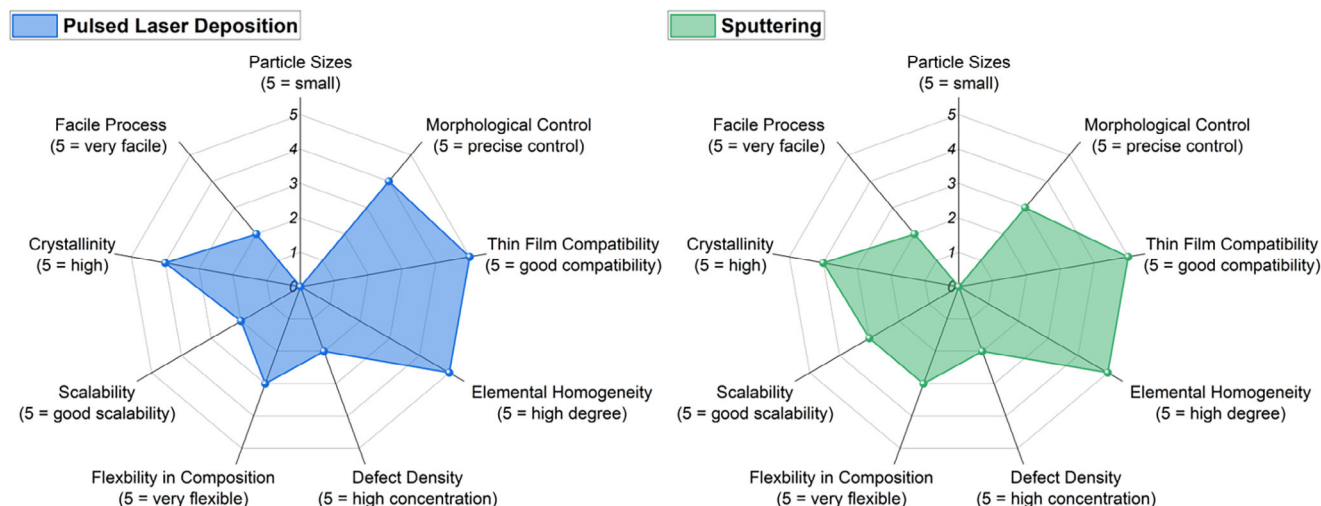 Pulsed Laser Deposition
Particle Sizes
(5 = small)
Morphological Control
(5 = precise control)
Thin Film Compatibility
(5 = good compatibility)
Elemental Homogeneity
(5 = high degree)
Defect Density
(5 = high concentration)
Flexbility in Composition
(5 = very flexible)
Scalability
(5 = good scalability)
Crystallinity
(5 = high)
Facile Process
(5 = very facile)
5
4
3
2
1
0
Sputtering
Particle Sizes
(5 = small)
Morphological Control
(5 = precise control)
Thin Film Compatibility
(5 = good compatibility)
Elemental Homogeneity
(5 = high degree)
Defect Density
(5 = high concentration)
Flexbility in Composition
(5 = very flexible)
Scalability
(5 = good scalability)
Crystallinity
(5 = high)
Facile Process
(5 = very facile)
5
4
3
2
1
0